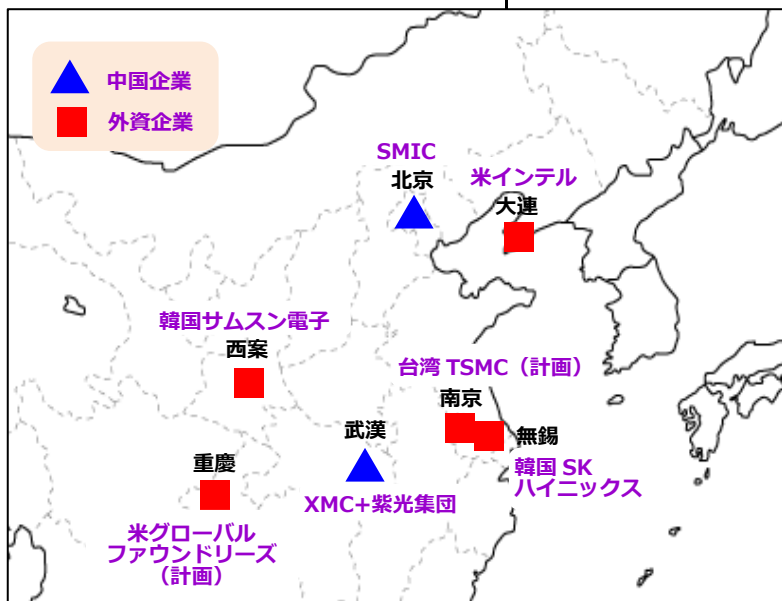 中国企業
外資企業
SMIC
北京
米インテル
大連
韓国サムスン電子
西案
台湾 TSMC（計画）
南京
無錫
韓国 SK
ハイニックス
武漢
XMC+紫光集団
重慶
米グローバル
ファウンドリーズ
（計画）